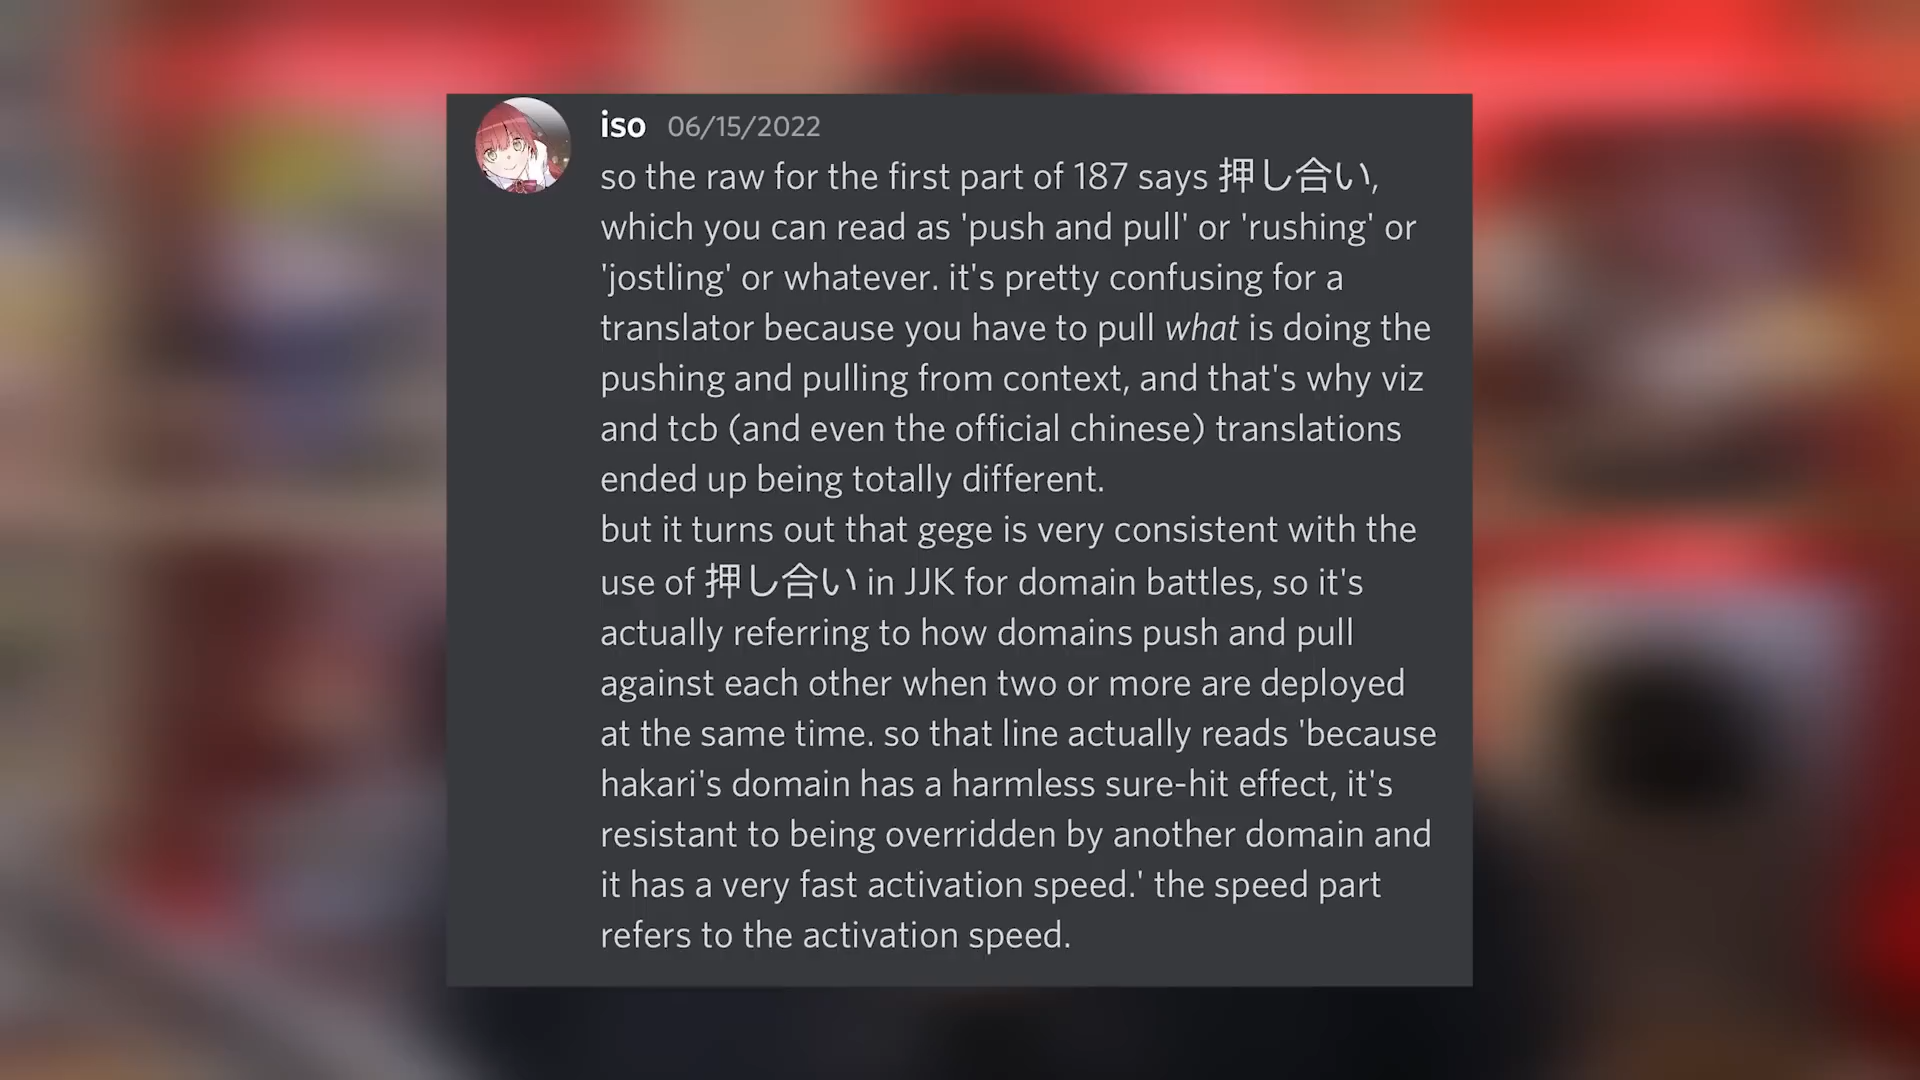 iso 06/15/2022
so the raw for the first part of 187 says 押し合い,
which you can read as 'push and pull' or 'rushing' or
'jostling' or whatever. it's pretty confusing for a
translator because you have to pull what is doing the
pushing and pulling from context, and that's why viz
and tcb (and even the official chinese) translations
ended up being totally different.
but it turns out that gege is very consistent with the
use of 押し合い in JJK for domain battles, so it's
actually referring to how domains push and pull
against each other when two or more are deployed
at the same time. so that line actually reads 'because
hakari's domain has a harmless sure-hit effect, it's
resistant to being overridden by another domain and
it has a very fast activation speed.' the speed part
refers to the activation speed.